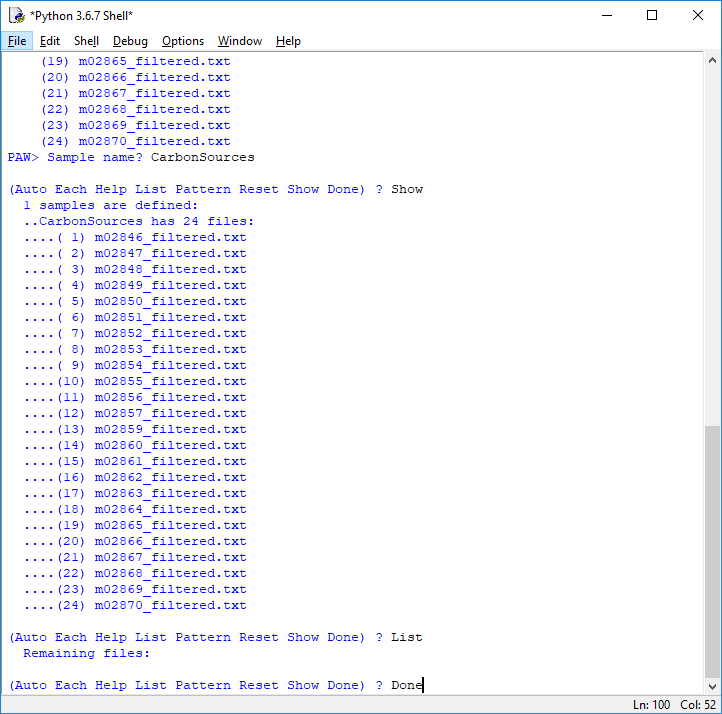 *Python 3.6.7 Shell*
File Edit Shell Debug Options Window Help
(19) m02865_filtered.txt
(20) m02866_filtered.txt
(21) m02867_filtered.txt
(22) m02868_filtered.txt
(23) m02869_filtered.txt
(24) m02870_filtered.txt
PAW> Sample name? CarbonSources
(Auto Each Help List Pattern Reset Show Done) ? Show
1 samples are defined:
..CarbonSources has 24 files:
....( 1) m02846_filtered.txt
....( 2) m02847_filtered.txt
....( 3) m02848_filtered.txt
....( 4) m02849_filtered.txt
....( 5) m02850_filtered.txt
....( 6) m02851_filtered.txt
....( 7) m02852_filtered.txt
....( 8) m02853_filtered.txt
....( 9) m02854_filtered.txt
....(10) m02855_filtered.txt
....(11) m02856_filtered.txt
....(12) m02857_filtered.txt
....(13) m02859_filtered.txt
....(14) m02860_filtered.txt
....(15) m02861_filtered.txt
....(16) m02862_filtered.txt
....(17) m02863_filtered.txt
....(18) m02864_filtered.txt
....(19) m02865_filtered.txt
....(20) m02866_filtered.txt
....(21) m02867_filtered.txt
....(22) m02868_filtered.txt
....(23) m02869_filtered.txt
....(24) m02870_filtered.txt
(Auto Each Help List Pattern Reset Show Done) ? List
Remaining files:
(Auto Each Help List Pattern Reset Show Done) ? Done
Ln: 100 Col: 52